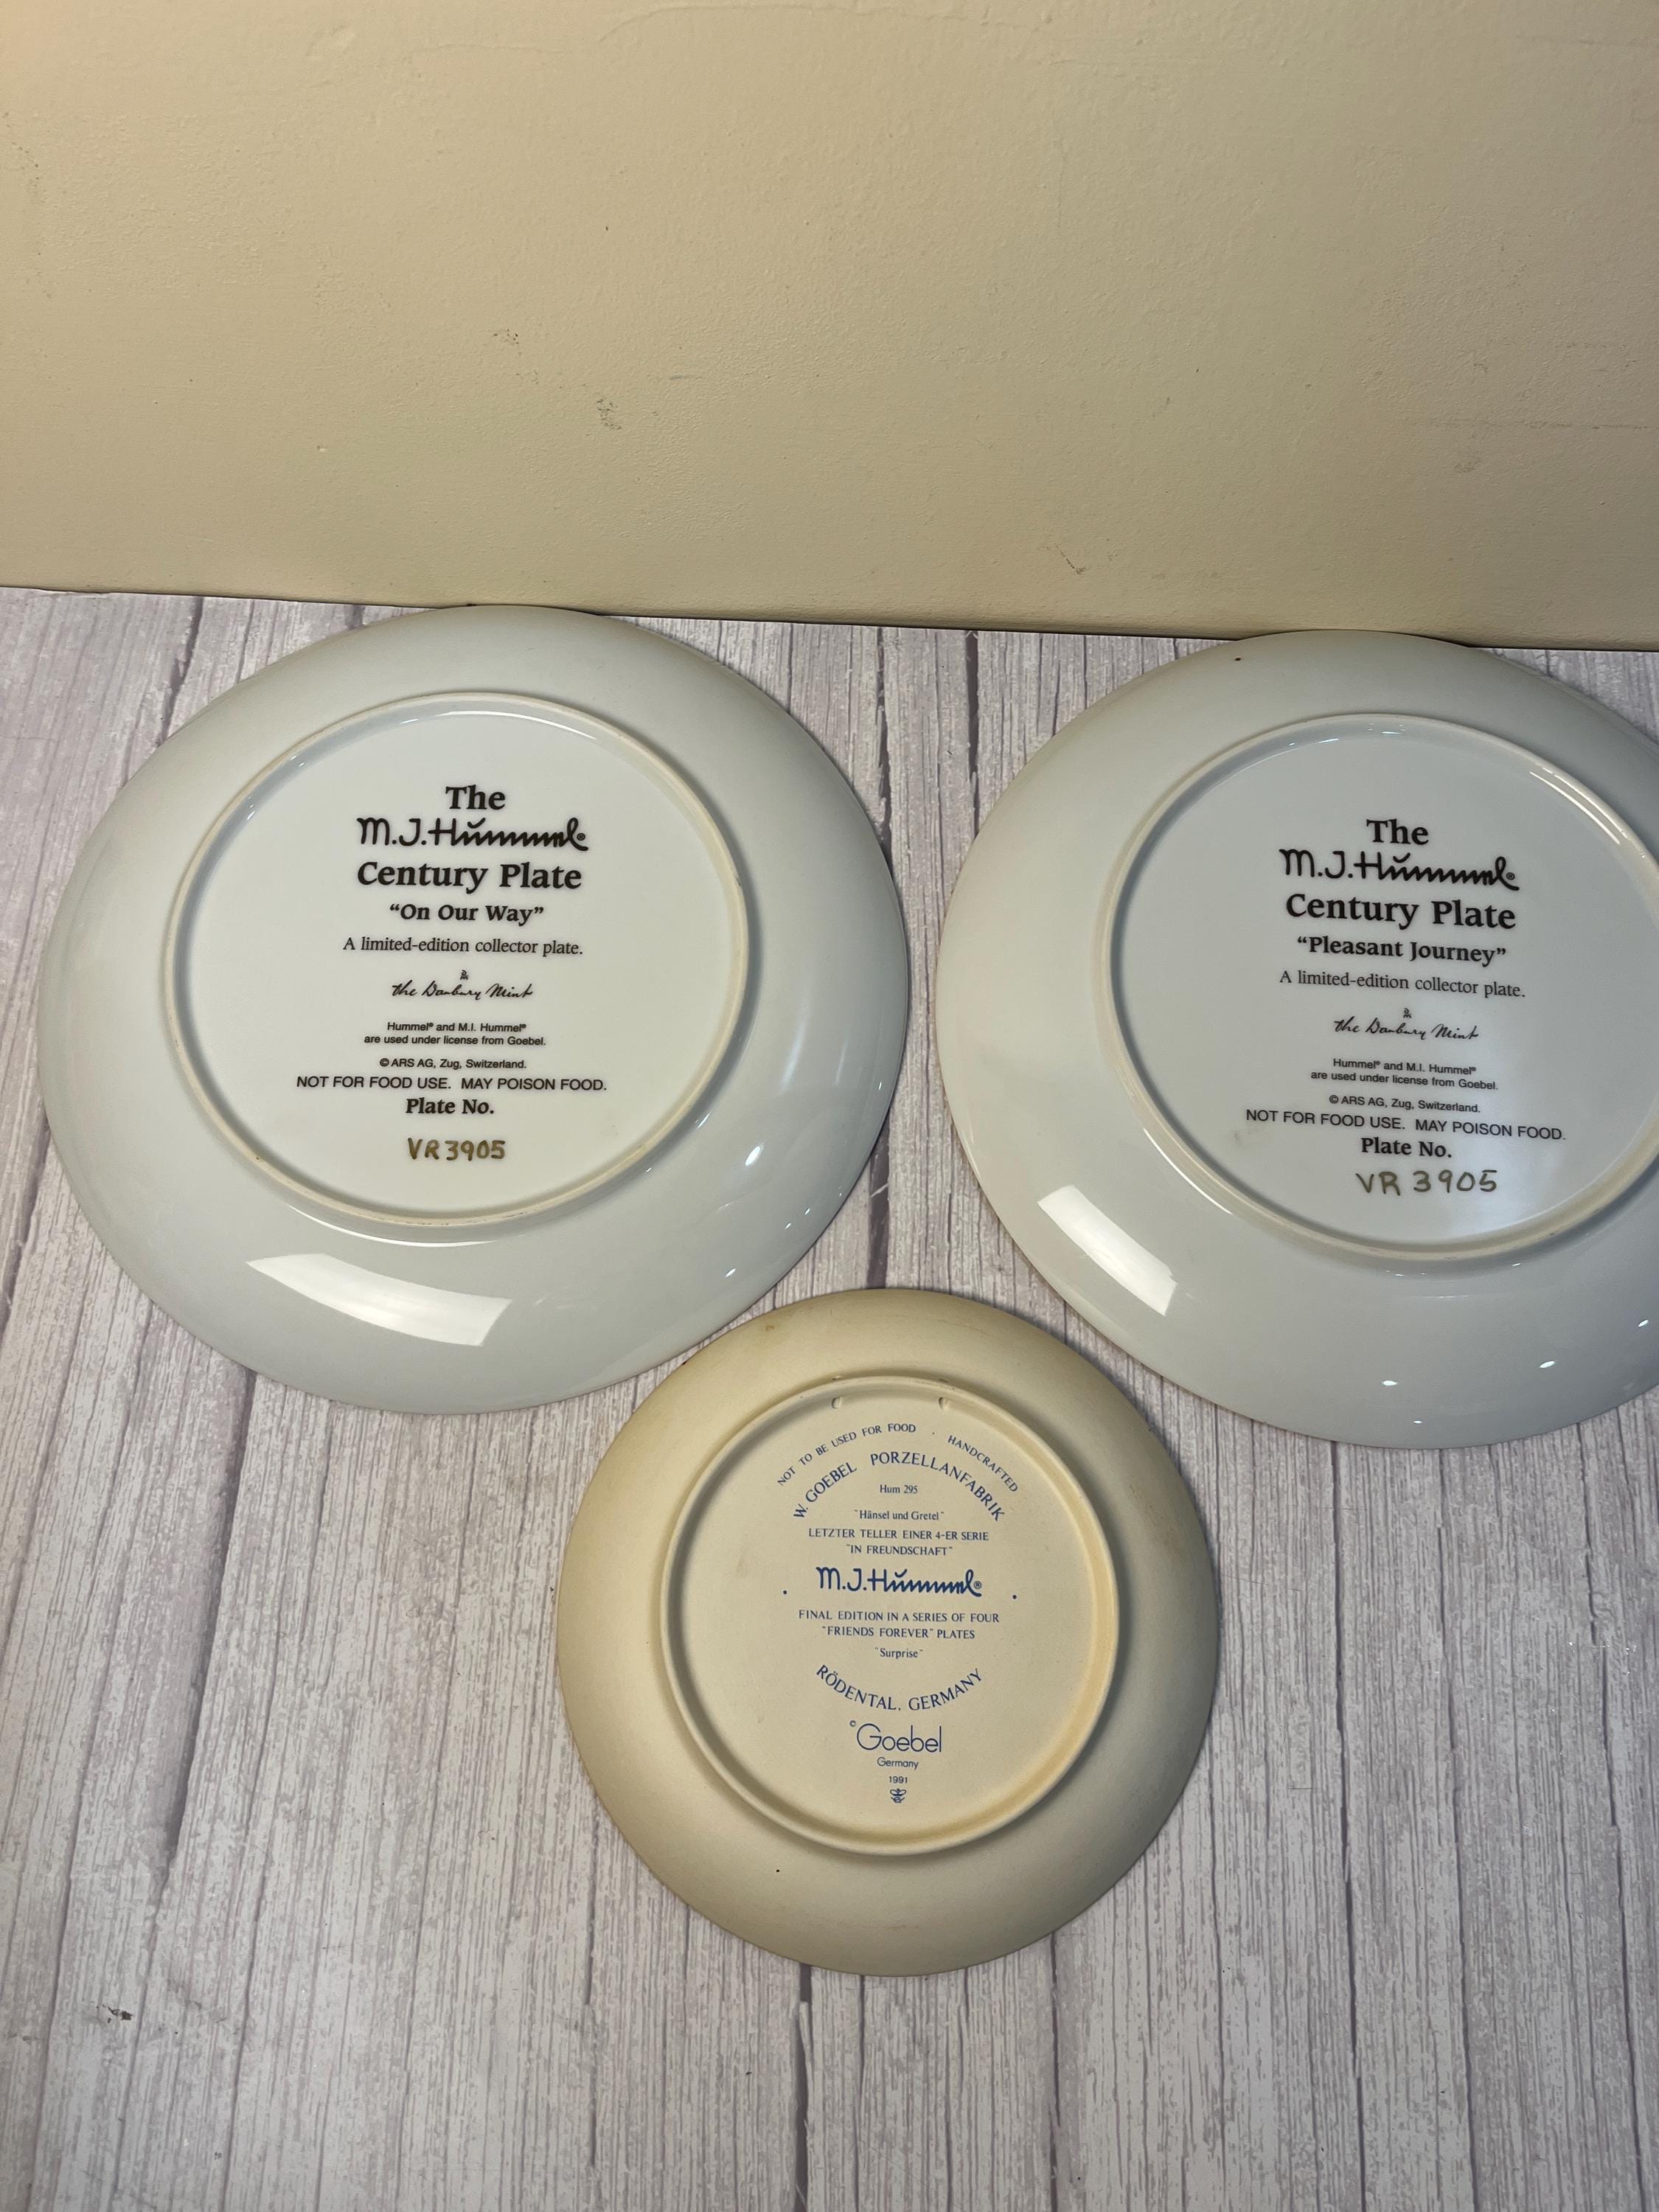 The
M.J.Hummel®
Century Plate
“On Our Way”
A limited-edition collector plate.
the Danbury Mint
Hummel® and M.I. Hummel®
are used under license from Goebel.
© ARS AG, Zug, Switzerland.
NOT FOR FOOD USE. MAY POISON FOOD.
Plate No.
VR3905
The
M.J.Hummel®
Century Plate
“Pleasant Journey”
A limited-edition collector plate.
the Danbury Mint
Hummel® and M.I. Hummel®
are used under license from Goebel.
© ARS AG, Zug, Switzerland.
NOT FOR FOOD USE. MAY POISON FOOD.
Plate No.
VR 3905
NOT TO BE USED FOR FOOD · HANDCRAFTED
W. GOEBEL PORZELLANFABRIK
Hum 295
"Hänsel und Gretel"
LETZTER TELLER EINER 4-ER SERIE
"IN FREUNDSCHAFT"
· M.J.Hummel® ·
FINAL EDITION IN A SERIES OF FOUR
"FRIENDS FOREVER" PLATES
"Surprise"
RÖDENTAL, GERMANY
©Goebel
Germany
1991